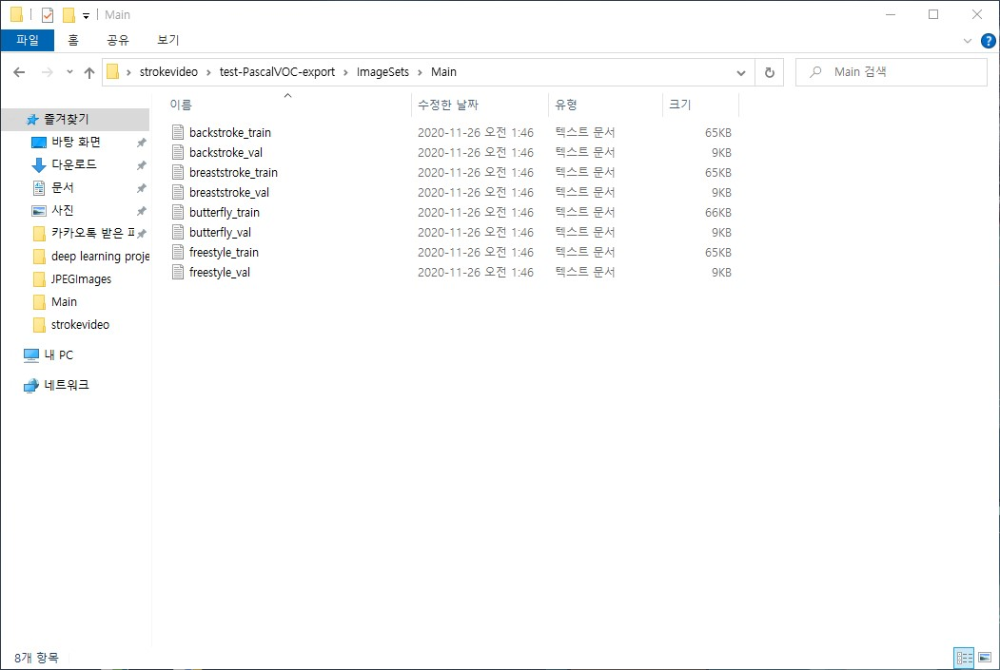 Main
파일 홈 공유 보기
strokevideo › test-PascalVOC-export › ImageSets › Main
Main 검색
이름 수정한 날짜 유형 크기
즐겨찾기
바탕 화면
다운로드
문서
사진
카카오톡 받은 파
deep learning proje
JPEGImages
Main
strokevideo
내 PC
네트워크
backstroke_train 2020-11-26 오전 1:46 텍스트 문서 65KB
backstroke_val 2020-11-26 오전 1:46 텍스트 문서 9KB
breaststroke_train 2020-11-26 오전 1:46 텍스트 문서 65KB
breaststroke_val 2020-11-26 오전 1:46 텍스트 문서 9KB
butterfly_train 2020-11-26 오전 1:46 텍스트 문서 66KB
butterfly_val 2020-11-26 오전 1:46 텍스트 문서 9KB
freestyle_train 2020-11-26 오전 1:46 텍스트 문서 65KB
freestyle_val 2020-11-26 오전 1:46 텍스트 문서 9KB
8개 항목